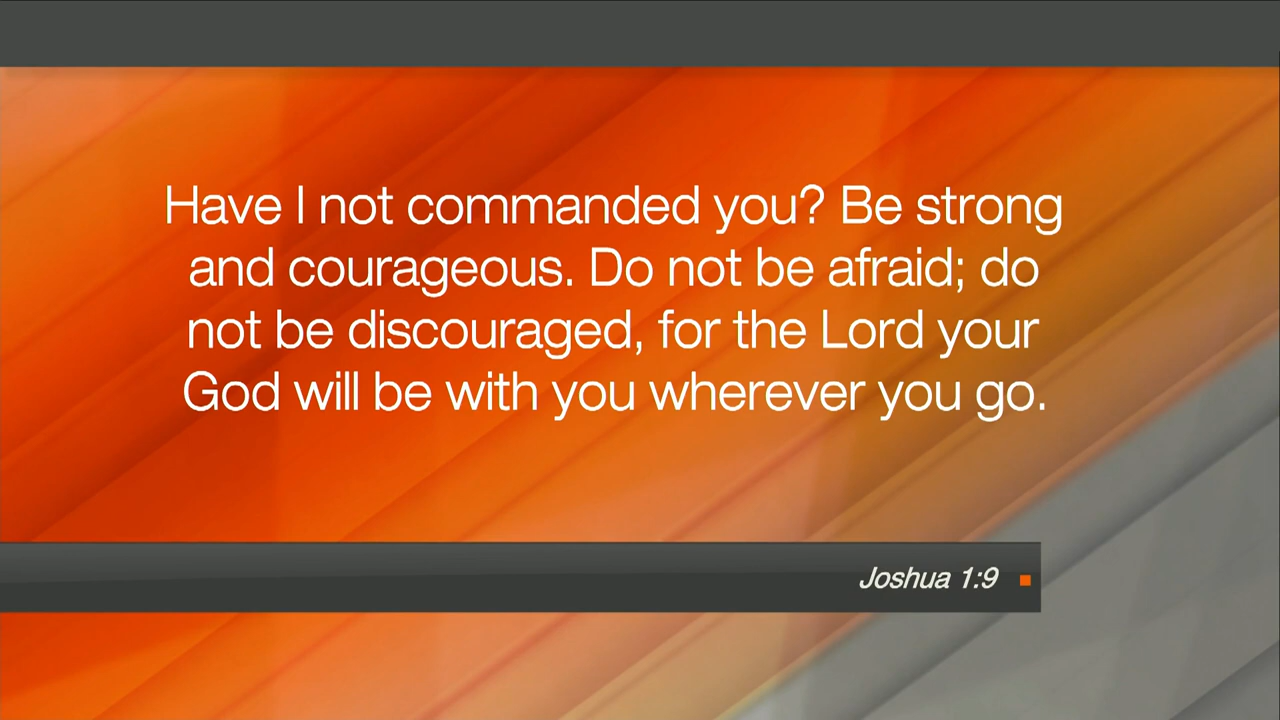 Have I not commanded you? Be strong
and courageous. Do not be afraid; do
not be discouraged, for the Lord your
God will be with you wherever you go.
Joshua 1:9